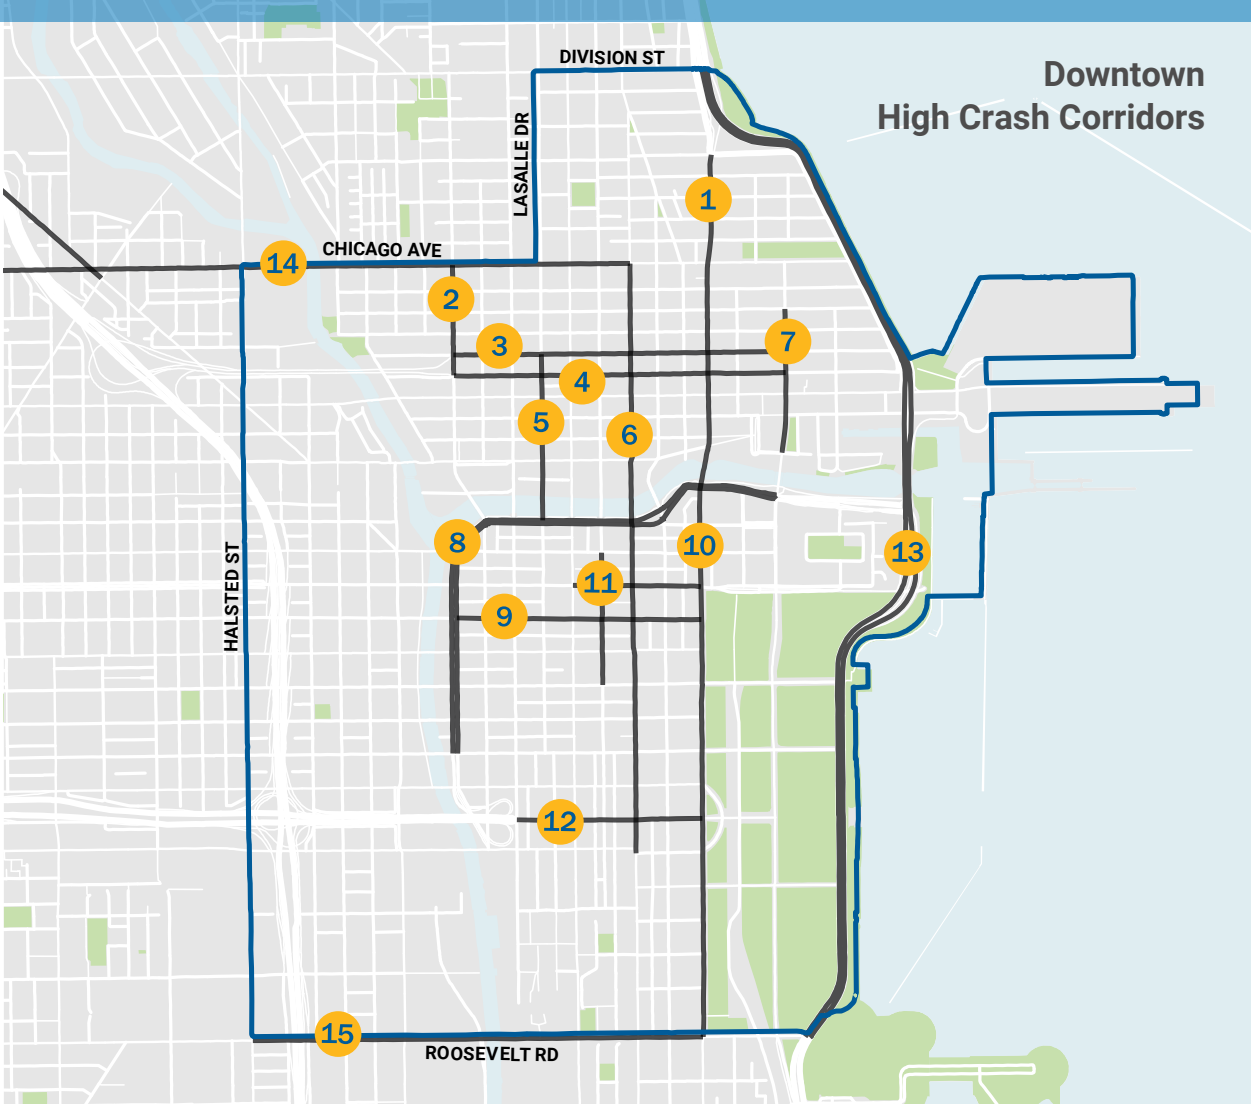 DIVISION ST
Downtown
High Crash Corridors
LASALLE DR
1
CHICAGO AVE
14
2
3
7
4
5
6
8
10
13
HALSTED ST
11
9
12
15
ROOSEVELT RD